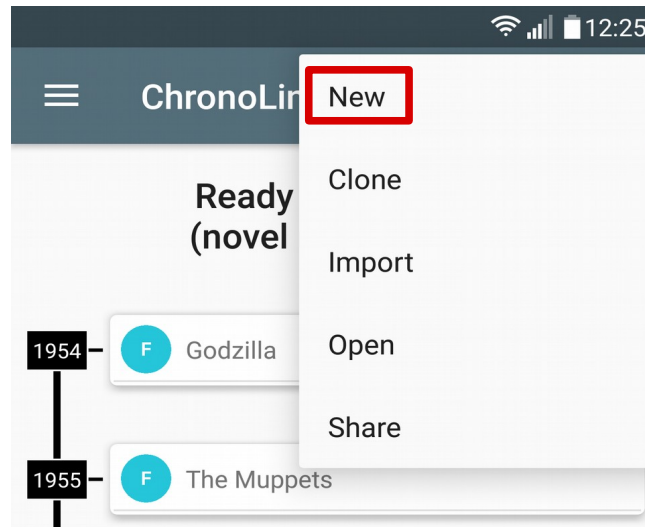 12:25
ChronoLin
New
Clone
Import
Open
Share
Ready
(novel
1954
F
Godzilla
1955
F
The Muppets